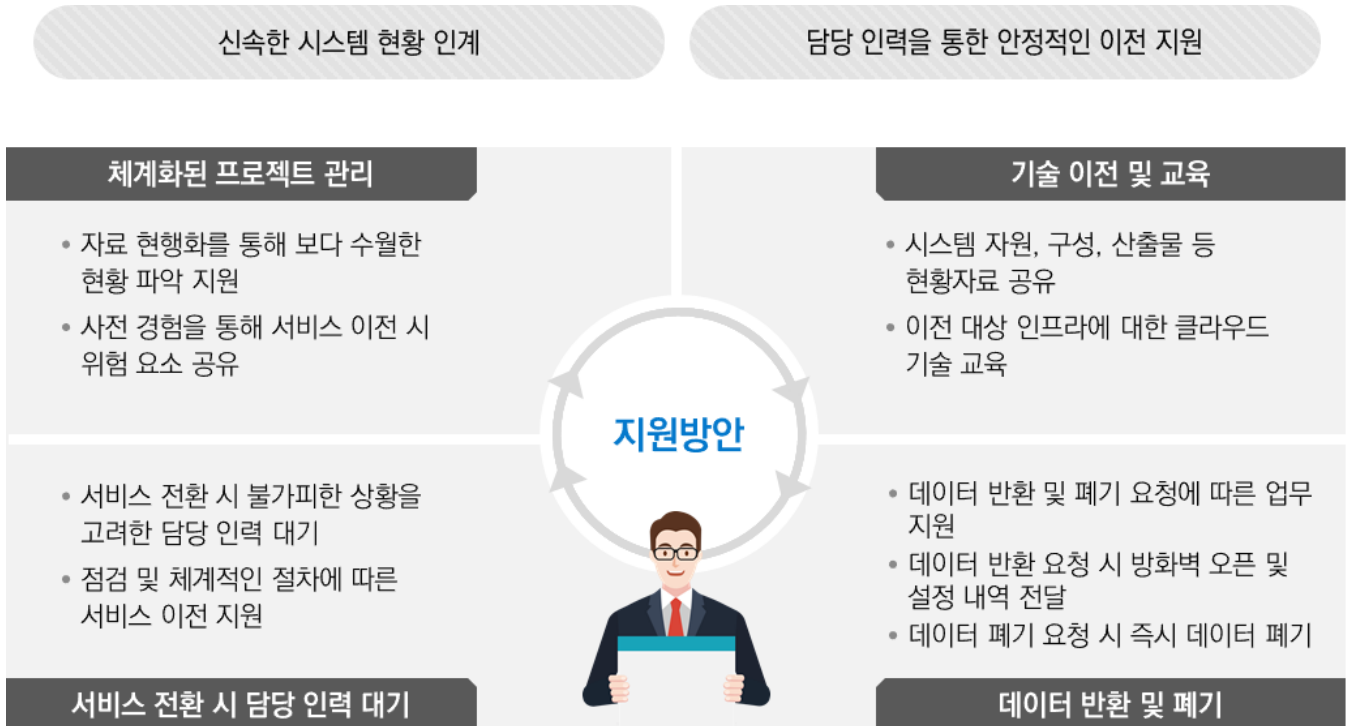 신속한 시스템 현황 인계
담당 인력을 통한 안정적인 이전 지원
체계화된 프로젝트 관리
• 자료 현행화를 통해 보다 수월한
현황 파악 지원
• 사전 경험을 통해 서비스 이전 시
위험 요소 공유
기술 이전 및 교육
• 시스템 자원, 구성, 산출물 등
현황자료 공유
• 이전 대상 인프라에 대한 클라우드
기술 교육
지원방안
• 서비스 전환 시 불가피한 상황을
고려한 담당 인력 대기
• 점검 및 체계적인 절차에 따른
서비스 이전 지원
서비스 전환 시 담당 인력 대기
• 데이터 반환 및 폐기 요청에 따른 업무
지원
• 데이터 반환 요청 시 방화벽 오픈 및
설정 내역 전달
• 데이터 폐기 요청 시 즉시 데이터 폐기
데이터 반환 및 폐기